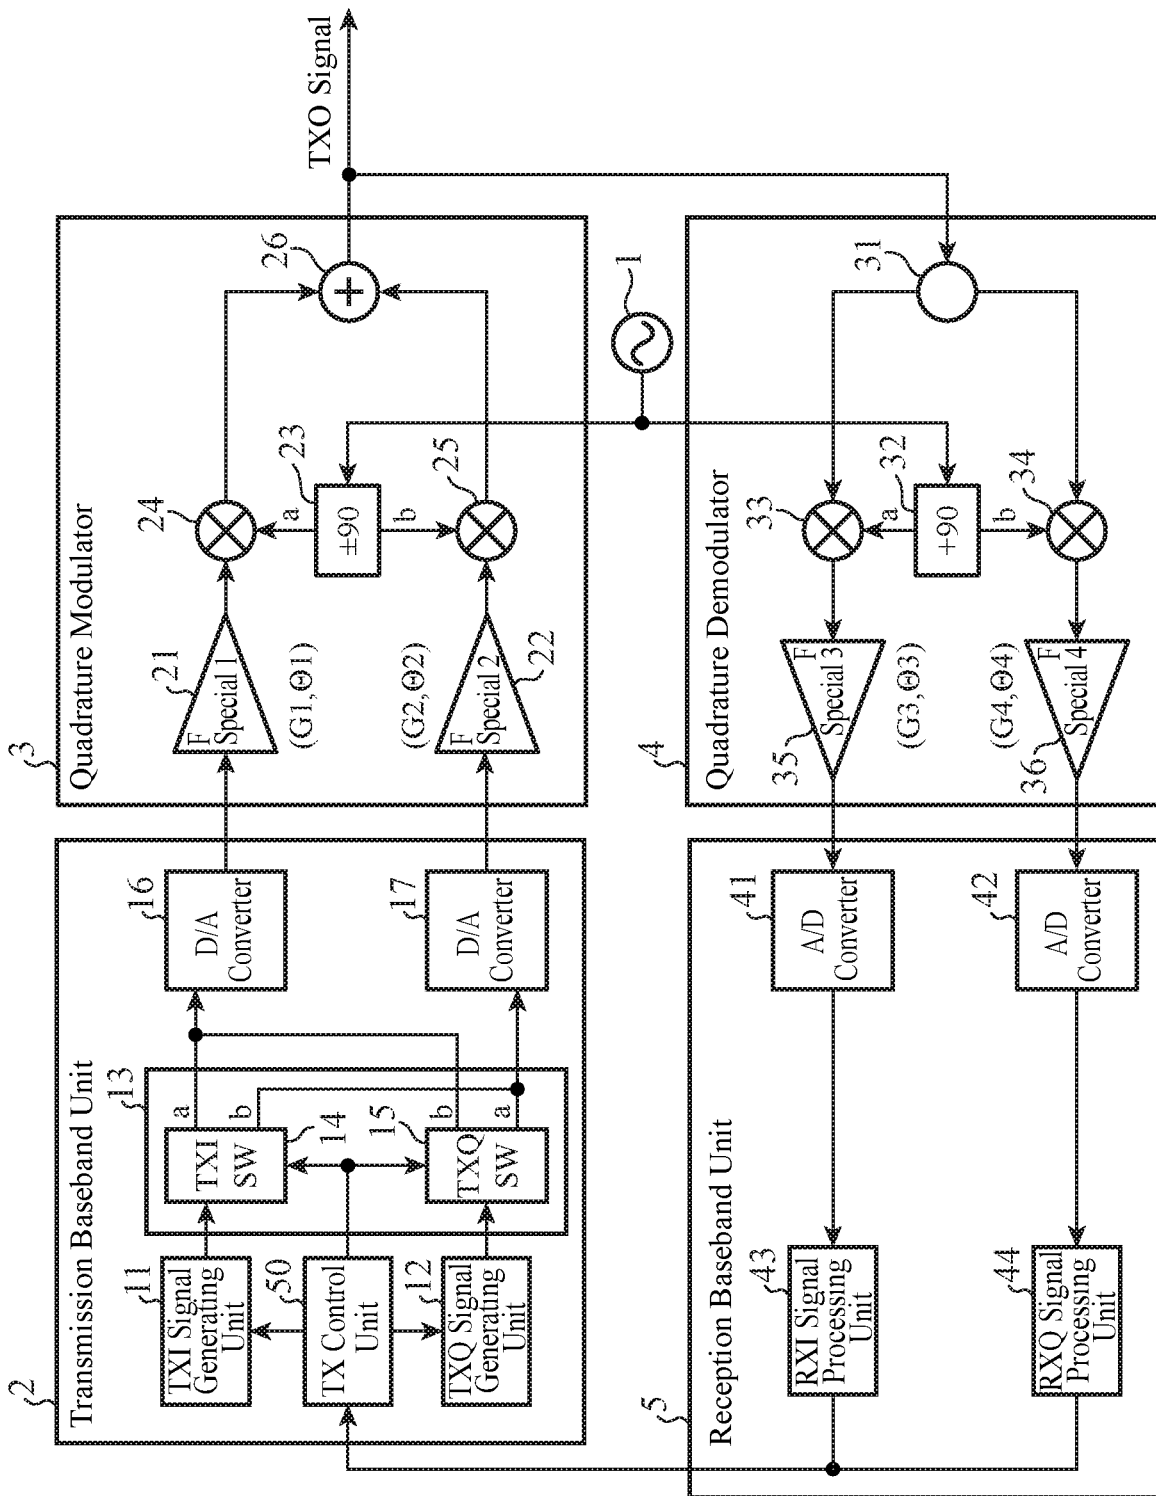 2
Transmission Baseband Unit
11
TXI Signal
Generating
Unit
50
TX Control
Unit
12
TXQ Signal
Generating
Unit
13
TXI
SW
a
b
14
15
TXQ
SW
b
a
16
D/A
Converter
17
D/A
Converter
3
Quadrature Modulator
21
F
Special 1
(G1,Θ1)
(G2,Θ2)
F
Special 2
22
24
a
23
±90
b
25
26
TXO Signal
1
4
Quadrature Demodulator
31
33
a
32
+90
b
34
35
F
Special 3
(G3,Θ3)
(G4,Θ4)
F
Special 4
36
5
Reception Baseband Unit
41
A/D
Converter
42
A/D
Converter
43
RXI Signal
Processing
Unit
44
RXQ Signal
Processing
Unit